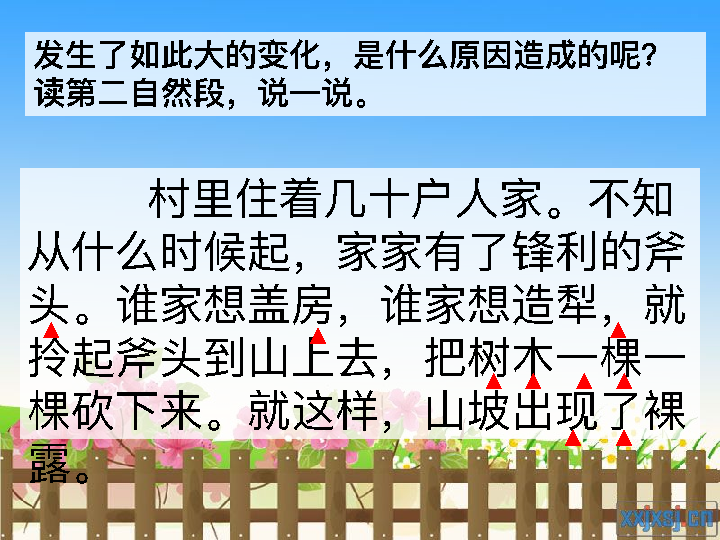 发生了如此大的变化，是什么原因造成的呢？
读第二自然段，说一说。
村里住着几十户人家。不知
从什么时候起，家家有了锋利的斧
头。谁家想盖房，谁家想造犁，就
拎起斧头到山上去，把树木一棵一
棵砍下来。就这样，山坡出现了裸
露。
xxjxsj.cn